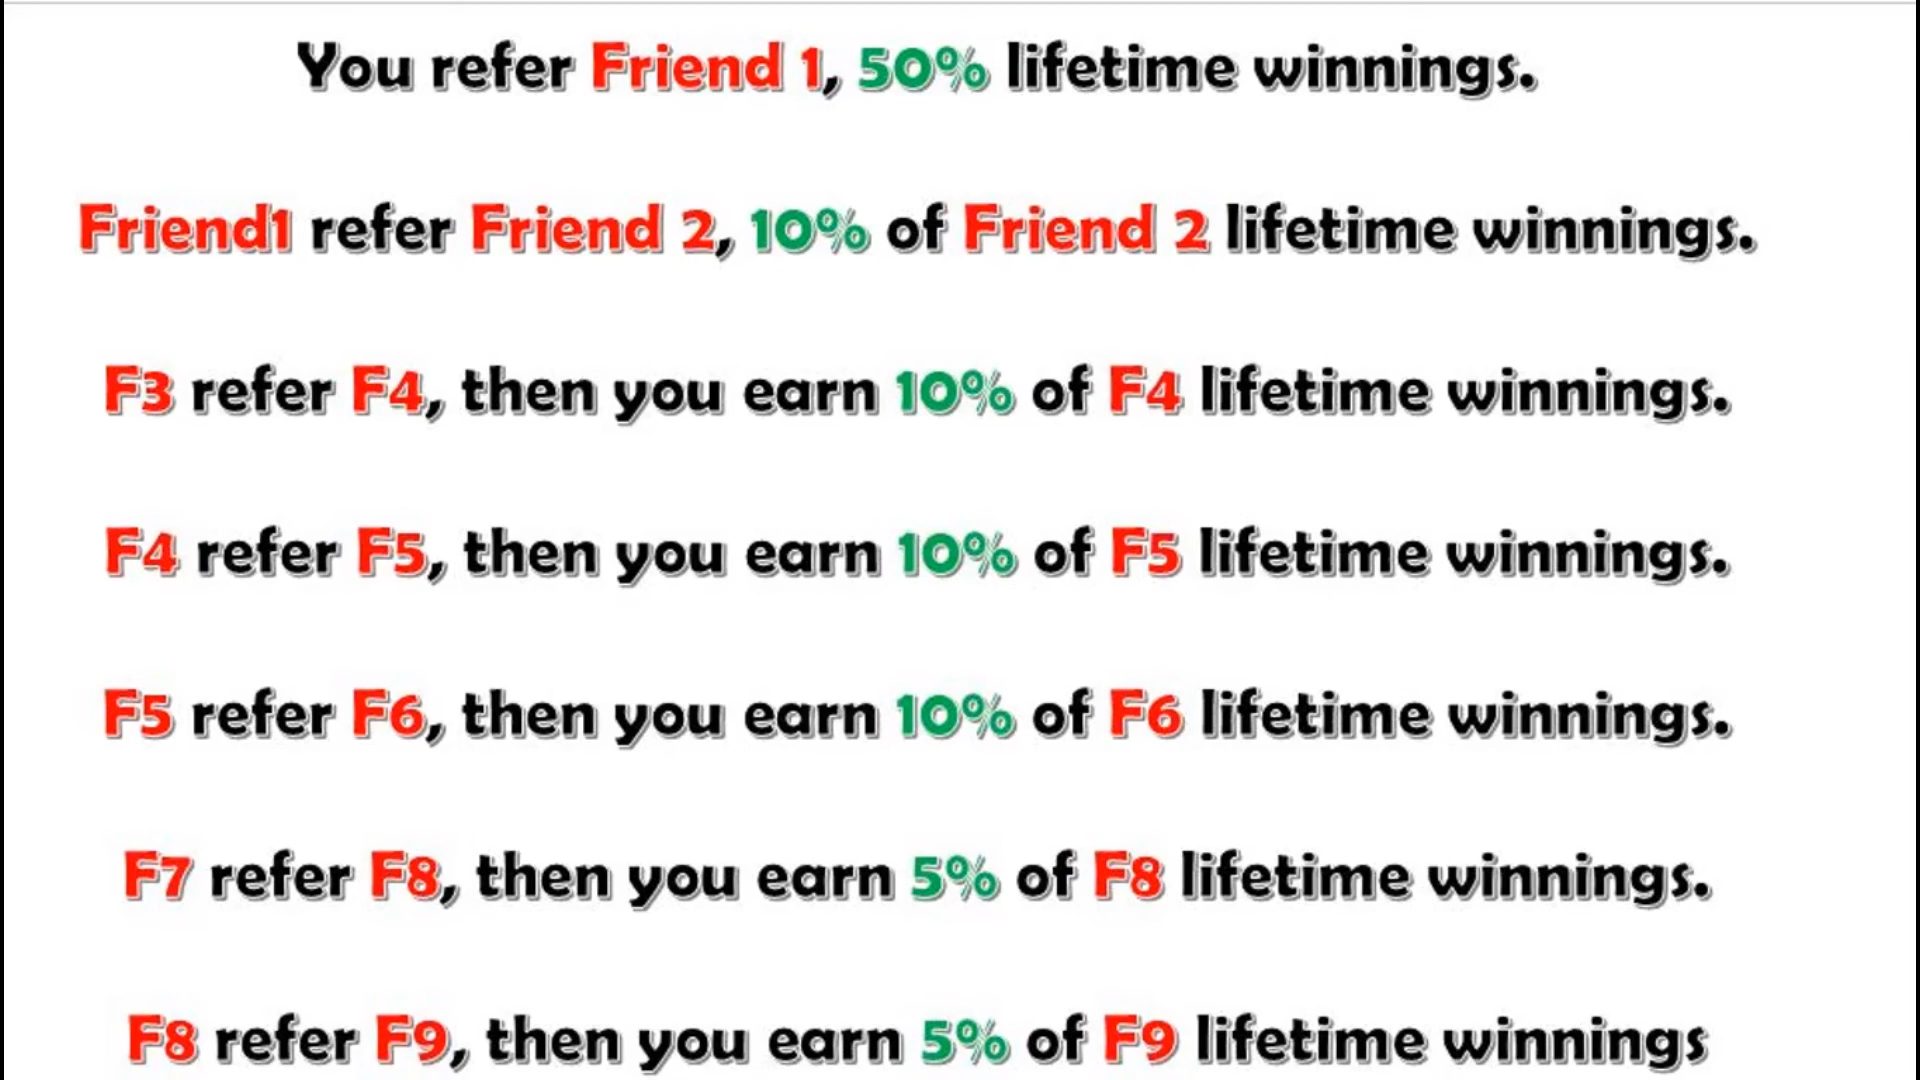 You refer Friend 1, 50% lifetime winnings.
Friend1 refer Friend 2, 10% of Friend 2 lifetime winnings.
F3 refer F4, then you earn 10% of F4 lifetime winnings.
F4 refer F5, then you earn 10% of F5 lifetime winnings.
F5 refer F6, then you earn 10% of F6 lifetime winnings.
F7 refer F8, then you earn 5% of F8 lifetime winnings.
F8 refer F9, then you earn 5% of F9 lifetime winnings